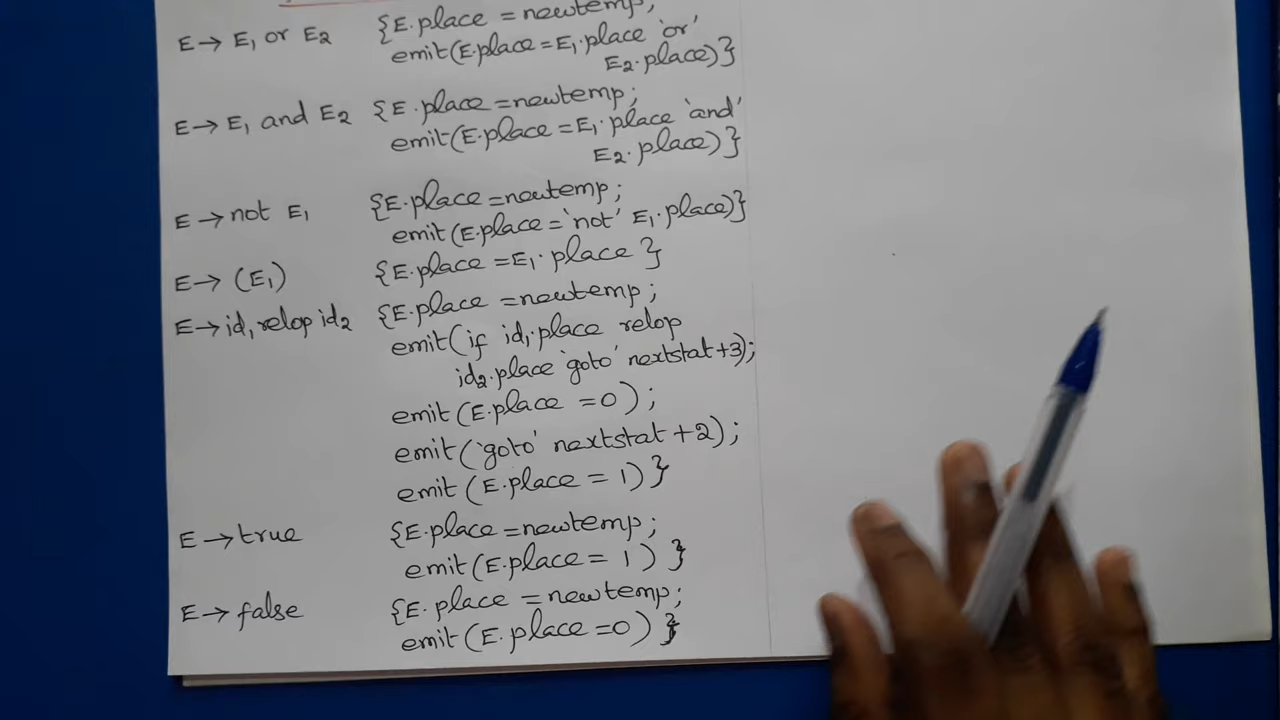 E → E1 or E2 {E.place = newtemp;
emit(E.place = E1.place 'or'
E2.place)}
E → E1 and E2 {E.place = newtemp;
emit(E.place = E1.place 'and'
E2.place)}
E → not E1 {E.place = newtemp;
emit(E.place = 'not' E1.place)}
E → (E1) {E.place = E1.place}
E → id1 relop id2 {E.place = newtemp;
emit(if id1.place relop
id2.place 'goto' nextstat+3);
emit(E.place = 0);
emit('goto' nextstat+2);
emit(E.place = 1)}
E → true {E.place = newtemp;
emit(E.place = 1)}
E → false {E.place = newtemp;
emit(E.place = 0)}